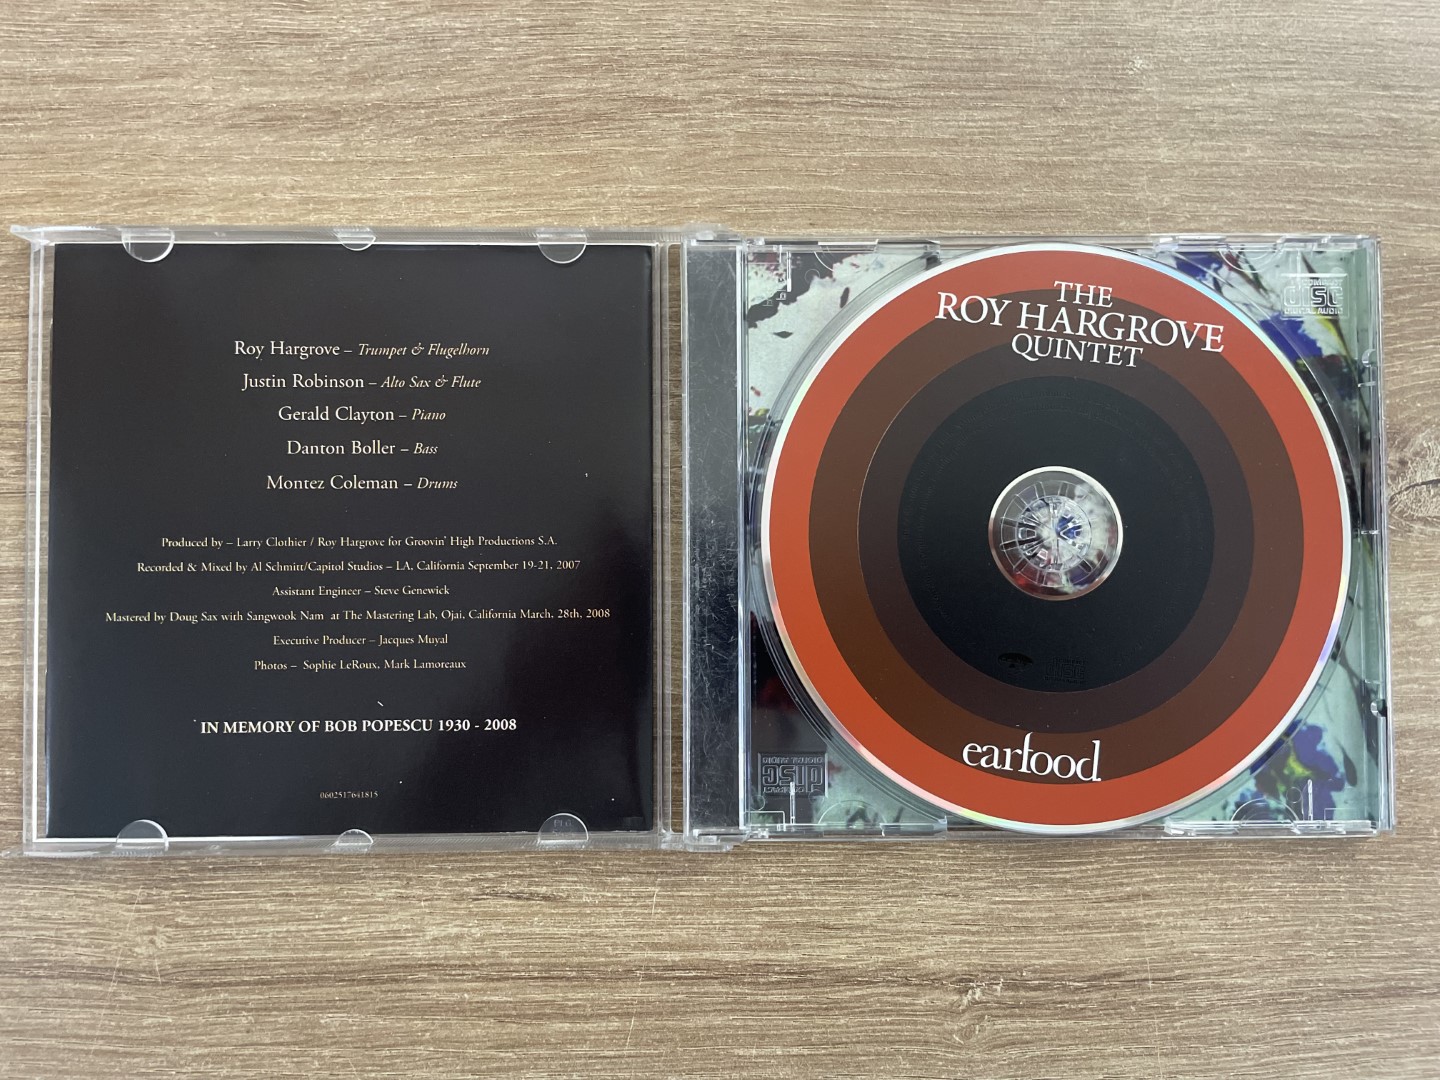 Roy Hargrove – Trumpet & Flugelhorn
Justin Robinson – Alto Sax & Flute
Gerald Clayton – Piano
Danton Boller – Bass
Montez Coleman – Drums
Produced by – Larry Clothier / Roy Hargrove for Groovin' High Productions S.A.
Recorded & Mixed by Al Schmitt/Capitol Studios – LA, California September 19-21, 2007
Assistant Engineer – Steve Genewick
Mastered by Doug Sax with Sangwook Nam at The Mastering Lab, Ojai, California March, 28th, 2008
Executive Producer – Jacques Muyal
Photos – Sophie LeRoux, Mark Lamoreaux
IN MEMORY OF BOB POPESCU 1930 - 2008
0602517641815
THE
ROY HARGROVE
QUINTET
earfood
COMPACT
disc
DIGITAL AUDIO